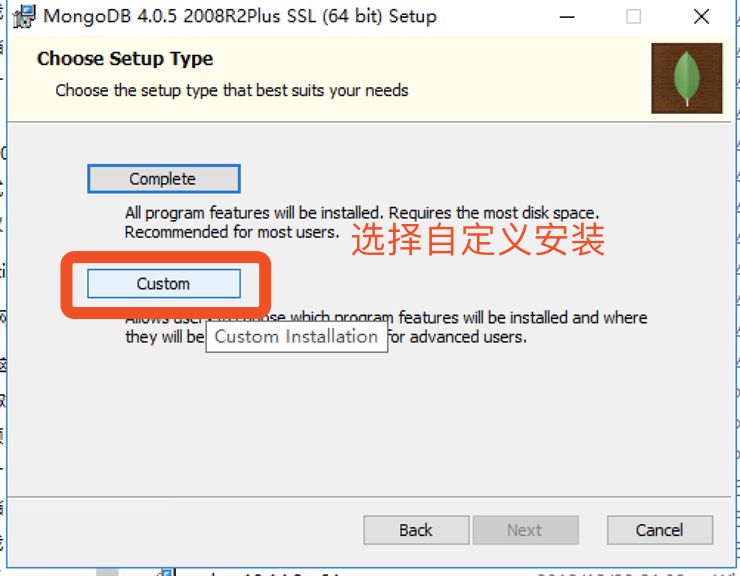 MongoDB 4.0.5 2008R2Plus SSL (64 bit) Setup
Choose Setup Type
Choose the setup type that best suits your needs
Complete
All program features will be installed. Requires the most disk space.
Recommended for most users.
选择自定义安装
Custom
Allows users to choose which program features will be installed and where
they will be
for advanced users.
Custom Installation
Back
Next
Cancel